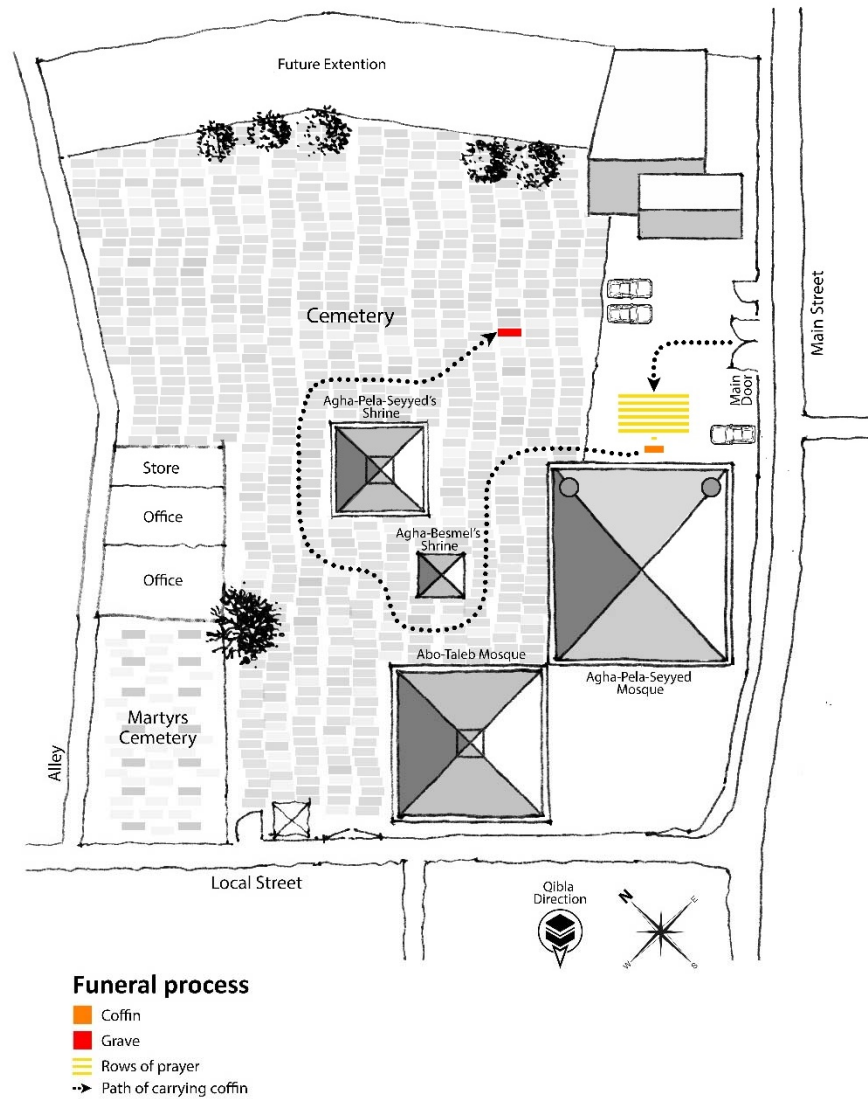 Future Extention
Cemetery
Main Street
Main
Door
Agha-Pela-Seyyed's
Shrine
Store
Office
Agha-Besmel's
Shrine
Office
Abo-Taleb Mosque
Agha-Pela-Seyyed
Mosque
Martyrs
Cemetery
Alley
Local Street
Qibla
Direction
N
E
W
S
Funeral process
Coffin
Grave
Rows of prayer
Path of carrying coffin